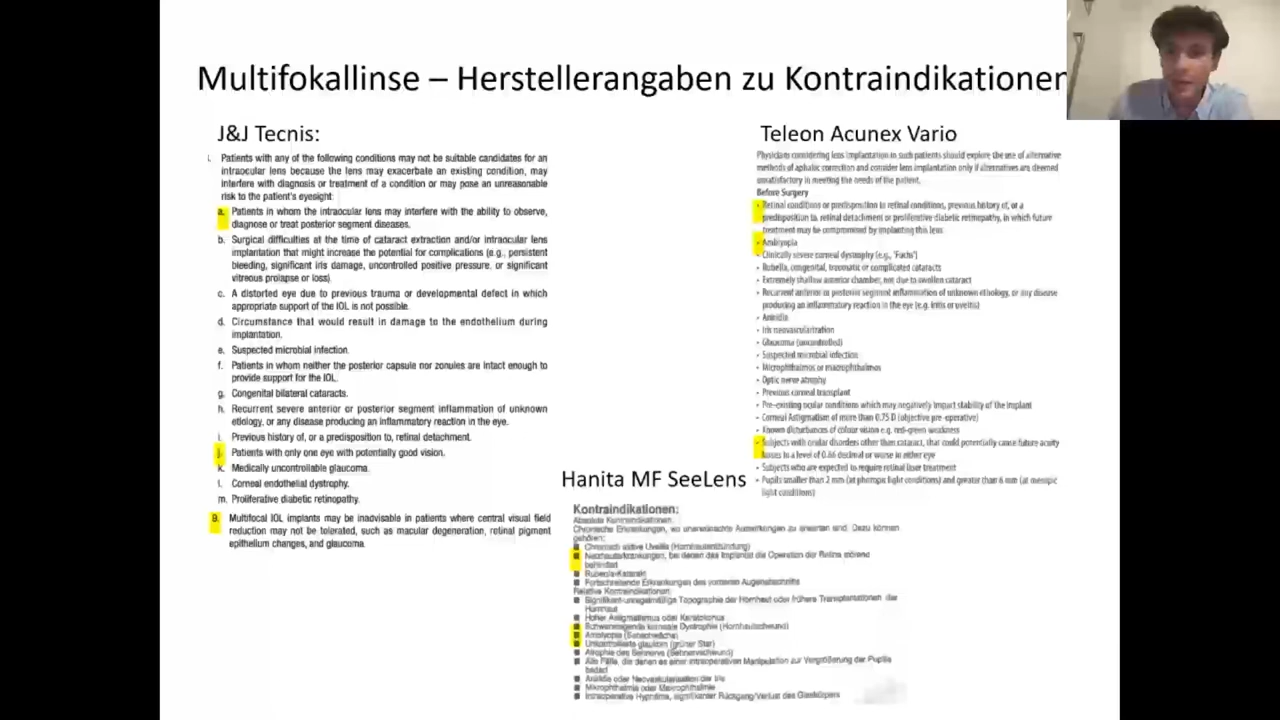 Multifokallinse – Herstellerangaben zu Kontraindikationen
J&J Tecnis:
i. Patients with any of the following conditions may not be suitable candidates for an
intraocular lens because the lens may exacerbate an existing condition, may
interfere with diagnosis or treatment of a condition or may pose an unreasonable
risk to the patient's eyesight:
a. Patients in whom the intraocular lens may interfere with the ability to observe,
diagnose or treat posterior segment diseases.
b. Surgical difficulties at the time of cataract extraction and/or intraocular lens
implantation that might increase the potential for complications (e.g., persistent
bleeding, significant iris damage, uncontrolled positive pressure, or significant
vitreous prolapse or loss).
c. A distorted eye due to previous trauma or developmental defect in which
appropriate support of the IOL is not possible.
d. Circumstance that would result in damage to the endothelium during
implantation.
e. Suspected microbial infection.
f. Patients in whom neither the posterior capsule nor zonules are intact enough to
provide support for the IOL.
g. Congenital bilateral cataracts.
h. Recurrent severe anterior or posterior segment inflammation of unknown
etiology, or any disease producing an inflammatory reaction in the eye.
i. Previous history of, or a predisposition to, retinal detachment.
j. Patients with only one eye with potentially good vision.
k. Medically uncontrollable glaucoma.
l. Corneal endothelial dystrophy.
m. Proliferative diabetic retinopathy.
9. Multifocal IOL implants may be inadvisable in patients where central visual field
reduction may not be tolerated, such as macular degeneration, retinal pigment
epithelium changes, and glaucoma.
Teleon Acunex Vario
Physicians considering lens implantation in such patients should explore the use of alternative
methods of aphakic correction and consider lens implantation only if alternatives are deemed
unsatisfactory in meeting the needs of the patient.
Before Surgery
• Retinal conditions or predisposition to retinal conditions, previous history of, or a
predisposition to, retinal detachment or proliferative diabetic retinopathy, in which future
treatment may be compromised by implanting this lens
• Amblyopia
• Clinically severe corneal dystrophy (e.g., 'Fuchs')
• Rubella, congenital, traumatic or complicated cataracts
• Extremely shallow anterior chamber, not due to swollen cataract
• Recurrent anterior or posterior segment inflammation of unknown ethology, or any disease
producing an inflammatory reaction in the eye (e.g. iritis or uveitis)
• Aniridia
• Iris neovascularization
• Glaucoma (uncontrolled)
• Suspected microbial infection
• Microphthalmos or macrophthalmos
• Optic nerve atrophy
• Previous corneal transplant
• Pre-existing ocular conditions which may negatively impact stability of the implant
• Corneal Astigmatism of more than 0.75 D (objective pre-operative)
• Known disturbances of colour vision e.g. red-green weakness
• Subjects with ocular disorders other than cataract, that could potentially cause future acuity
losses to a level of 0.66 decimal or worse in either eye
• Subjects who are expected to require retinal laser treatment
• Pupils smaller than 2 mm (at photopic light conditions) and greater than 6 mm (at mesopic
light conditions)
Hanita MF SeeLens
Kontraindikationen:
Absolute Kontraindikationen:
Chronische Erkrankungen, wo unerwünschte Auswirkungen zu erwarten sind. Dazu können
gehören:
■ Chronisch aktive Uveitis (Hornhautentzündung)
■ Netzhauterkrankungen, bei denen das Implantat die Operation der Retina störend
behindert
■ Rubeola-Katarakt
■ Fortschreitende Erkrankungen des vorderen Augenabschnitts
Relative Kontraindikationen:
■ Signifikant unregelmäßige Topographie der Hornhaut oder frühere Transplantationen der
Hornhaut
■ Hoher Astigmatismus oder Keratokonus
■ Schwerwiegende korneale Dystrophie (Hornhautschwund)
■ Amblyopia (Sehschwäche)
■ Unkontrolliertes glaukom (grüner Star)
■ Atrophie des Sehnervs (Sehnervschwund)
■ Alle Fälle, die denen es einer intraoperativen Manipulation zur Vergrößerung der Pupille
bedarf
■ Aniridie oder Neovaskularisation der Iris
■ Mikrophthalmie oder Makrophthalmie
■ Intraoperative Hyphäma, signifikanter Rückgang/Verlust des Glaskörpers